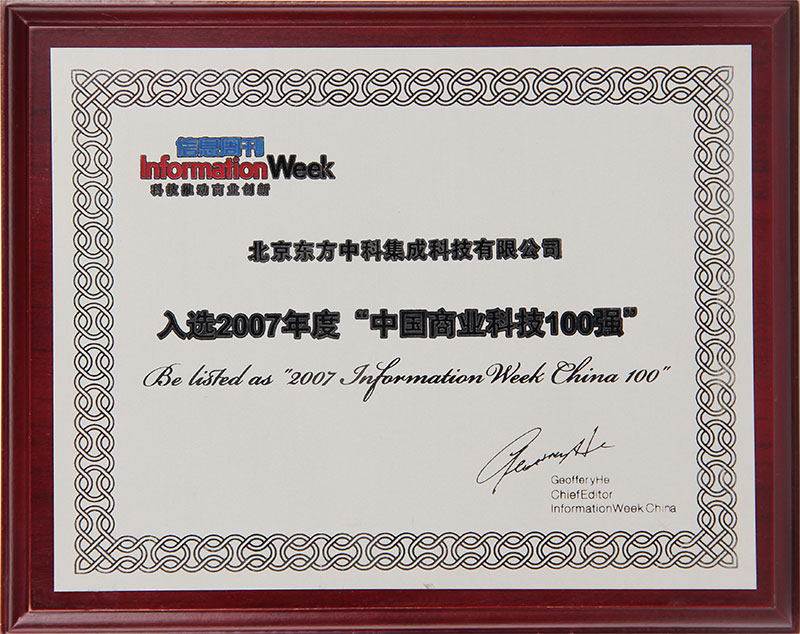 信息周刊
InformationWeek
科技推动商业创新
北京东方中科集成科技有限公司
入选2007年度“中国商业科技100强”
Be listed as "2007 InformationWeek China 100"
GeofferyHe
ChiefEditor
InformationWeek China